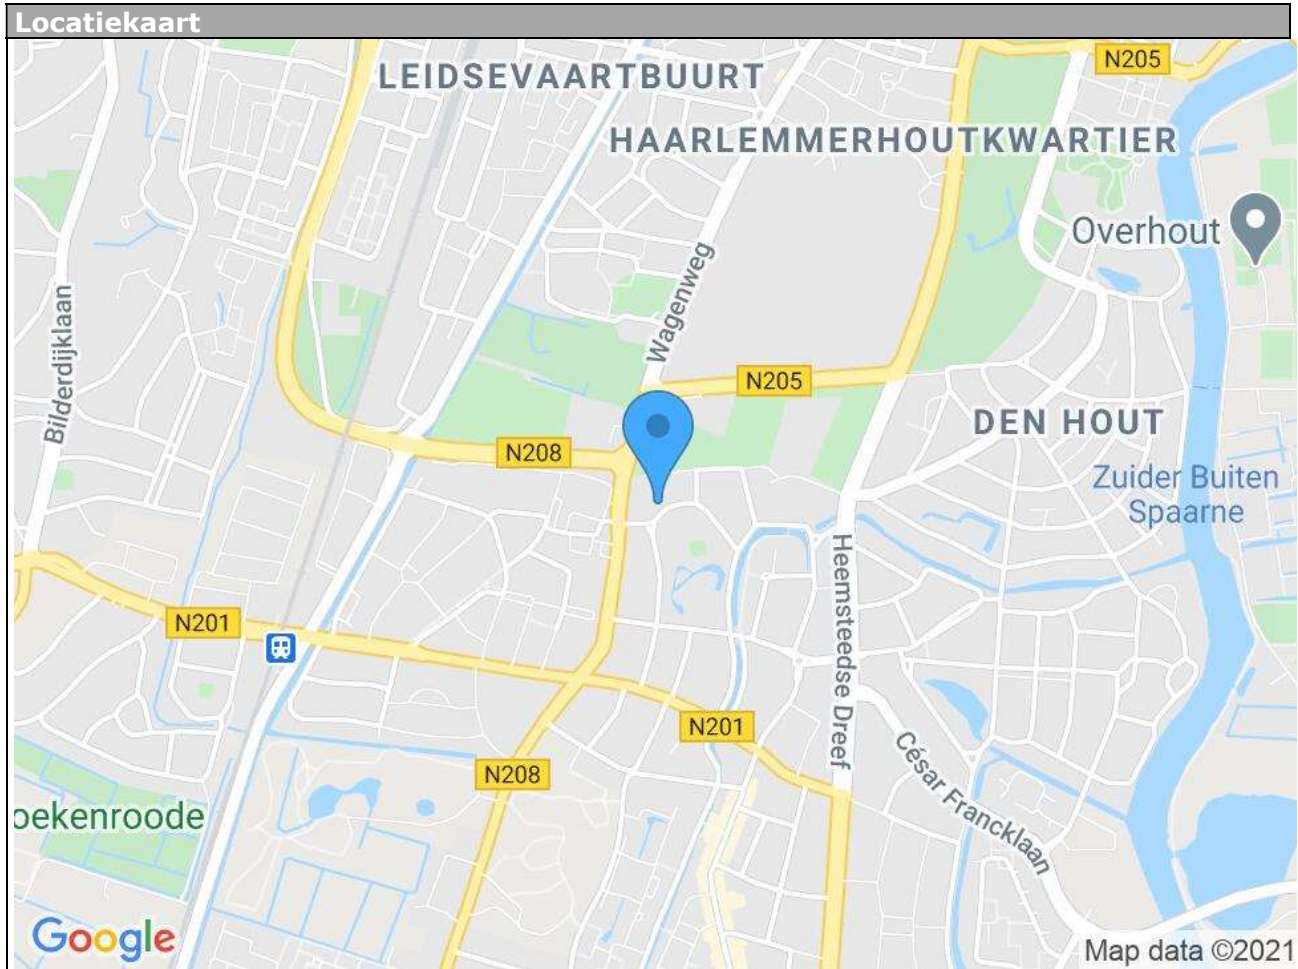 Locatiekaart
N205
LEIDSEVAARTBUURT
HAARLEMMERHOUTKWARTIER
Overhout
Wagenweg
Bilderdijklaan
N205
DEN HOUT
N208
Zuider Buiten
Spaarne
Heemsteedse Dreef
N201
N201
César Francklaan
N208
oekenroode
Google
Map data ©2021